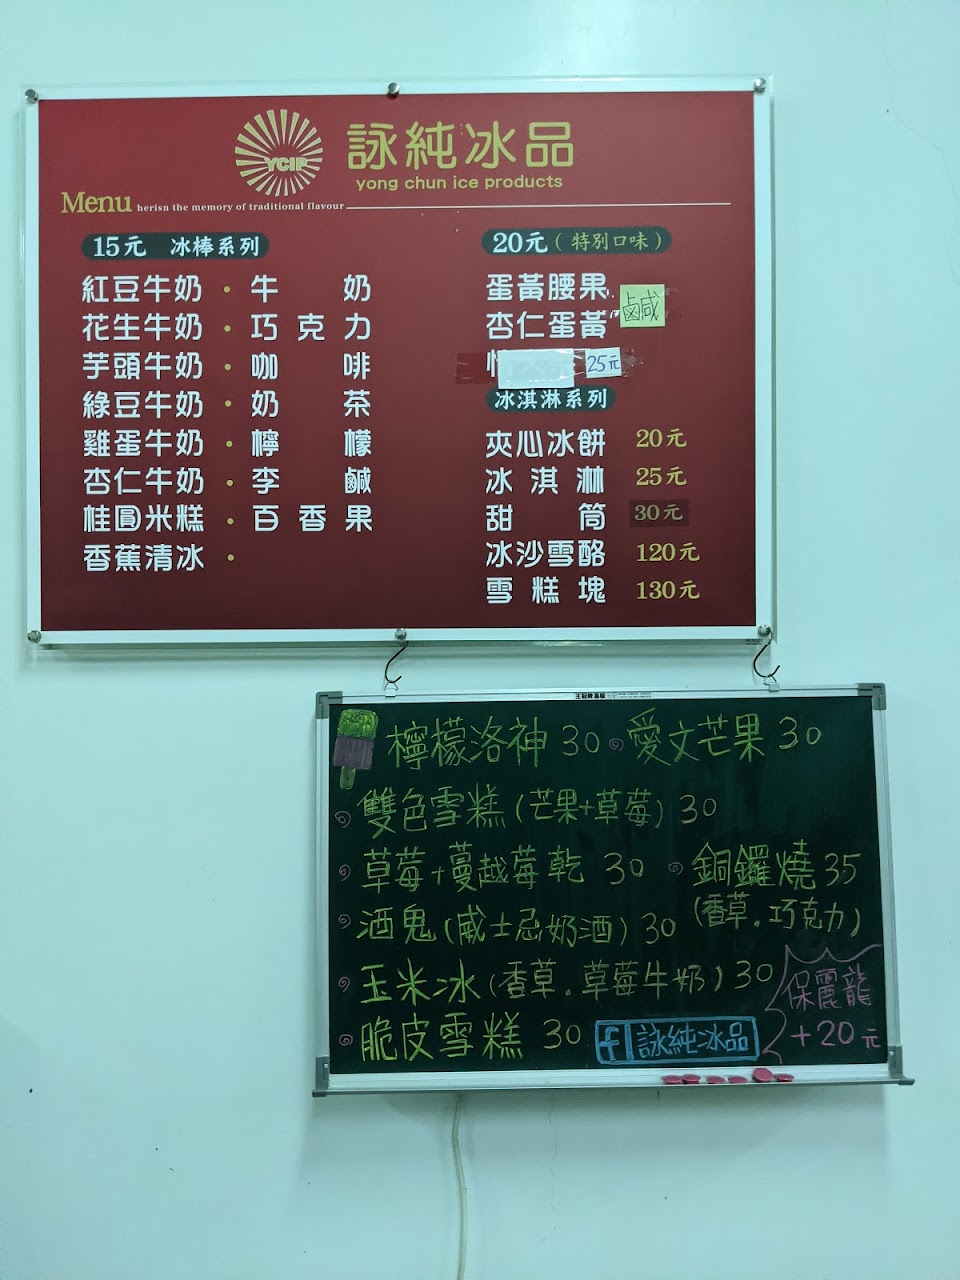 YCIP
詠純冰品
yong chun ice products
Menu herisn the memory of traditional flavour
15元 冰棒系列
紅豆牛奶・牛奶
花生牛奶・巧克力
芋頭牛奶・咖啡
綠豆牛奶・奶茶
雞蛋牛奶・檸檬
杏仁牛奶・李鹹
桂圓米糕・百香果
香蕉清冰・
20元(特別口味)
蛋黃腰果
杏仁蛋黃
鹵咸
25元
冰淇淋系列
夾心冰餅 20元
冰淇淋 25元
甜筒 30元
冰沙雪酪 120元
雪糕塊 130元
檸檬洛神 30 愛文芒果 30
雙色雪糕(芒果+草莓) 30
草莓+蔓越莓乾 30 銅鑼燒 35
(香草.巧克力)
酒鬼(威士忌奶酒) 30
玉米冰(香草.草莓牛奶) 30
脆皮雪糕 30
f 詠純冰品
保麗龍
+20元